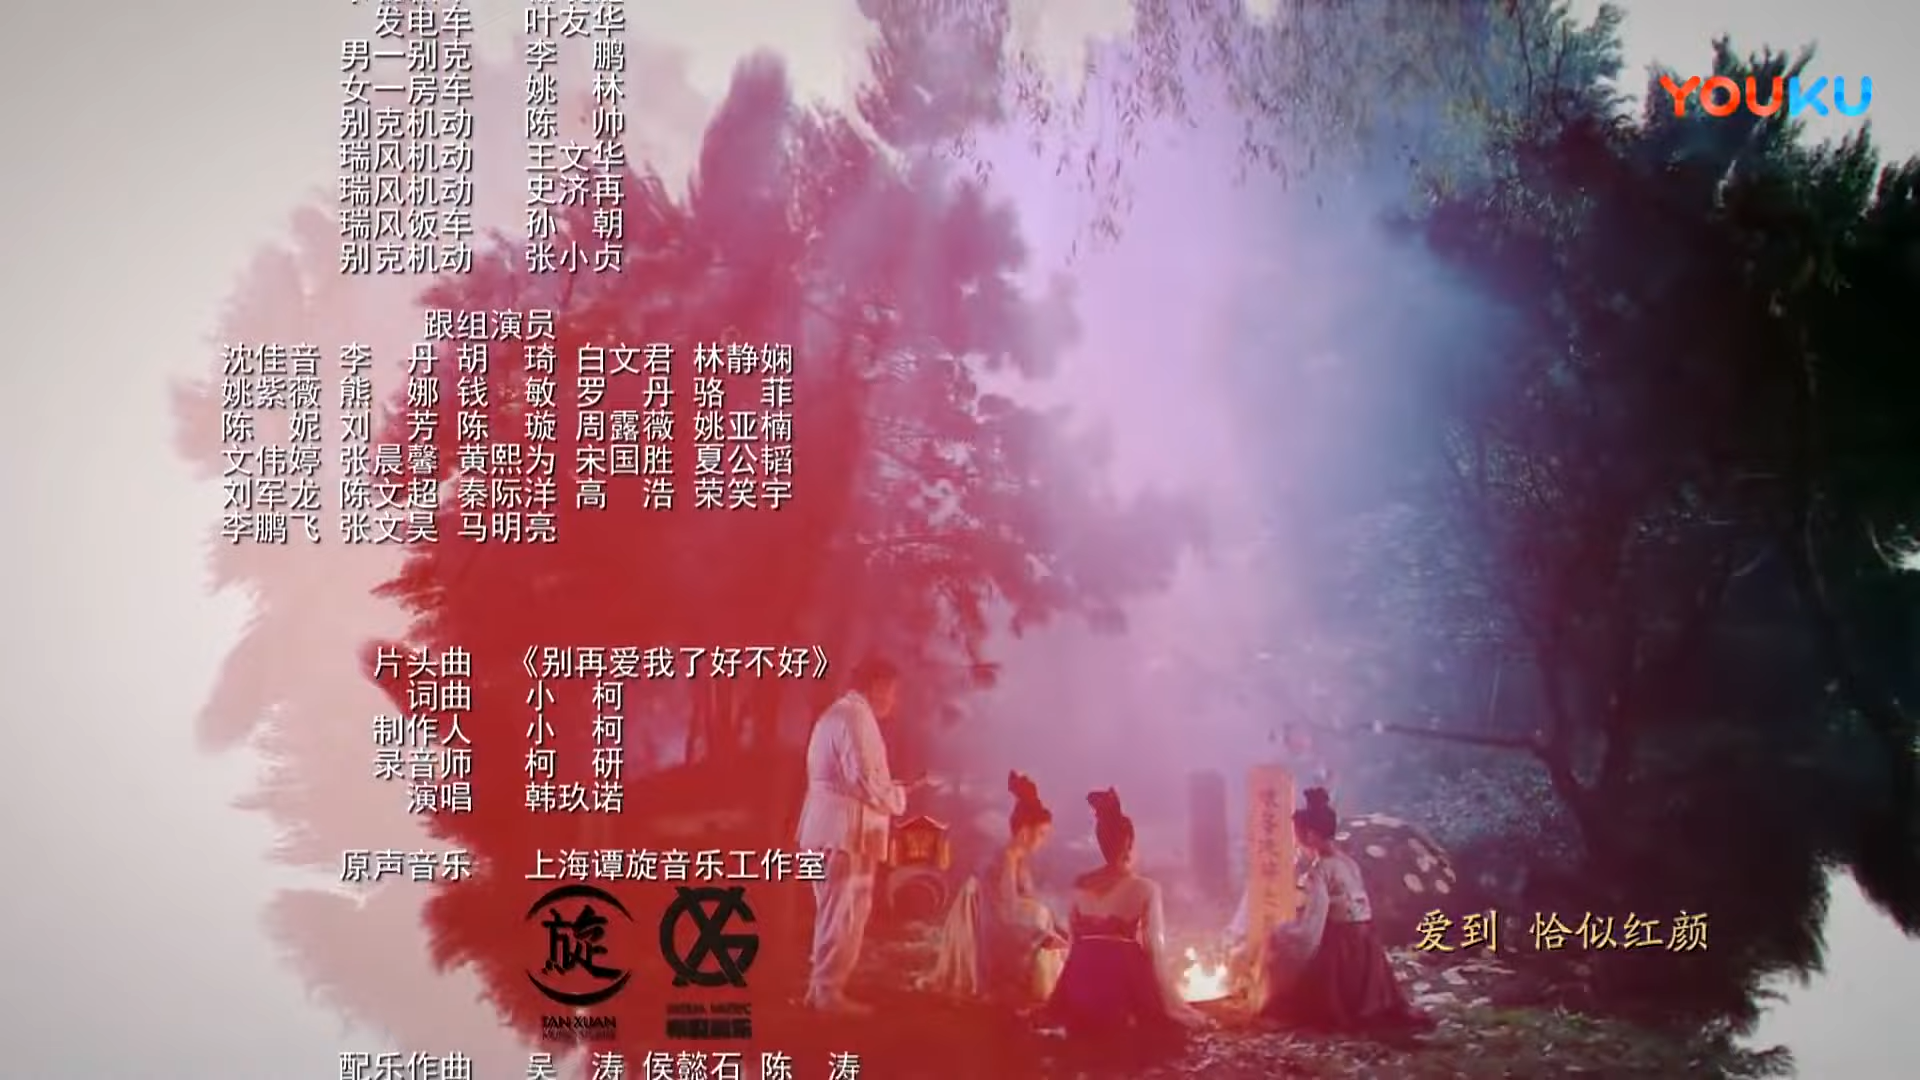 YOUKU
发电车 叶友华
男一别克 李 鹏
女一房车 姚 林
别克机动 陈 帅
瑞风机动 王文华
瑞风机动 史济再
瑞风饭车 孙 朝
别克机动 张小贞
跟组演员
沈佳音 李 丹 胡 琦 白文君 林静娴
姚紫薇 熊 娜 钱 敏 罗 丹 骆 菲
陈 妮 刘 芳 陈 璇 周露薇 姚亚楠
文伟婷 张晨馨 黄熙为 宋国胜 夏公韬
刘军龙 陈文超 秦际洋 高 浩 荣笑宇
李鹏飞 张文昊 马明亮
片头曲 《别再爱我了好不好》
词曲 小 柯
制作人 小 柯
录音师 柯 研
演唱 韩玖诺
原声音乐 上海谭旋音乐工作室
旋
TAN XUAN
爱到 恰似红颜
配乐作曲 吴 涛 侯懿石 陈 涛